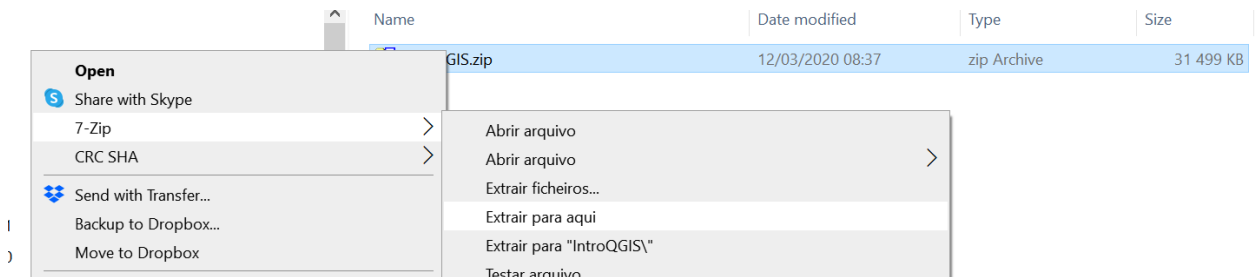 Name Date modified Type Size
GIS.zip 12/03/2020 08:37 zip Archive 31 499 KB
Open
Share with Skype
7-Zip
CRC SHA
Send with Transfer...
Backup to Dropbox...
Move to Dropbox
Abrir arquivo
Abrir arquivo
Extrair ficheiros...
Extrair para aqui
Extrair para "IntroQGIS\"
Testar arquivo